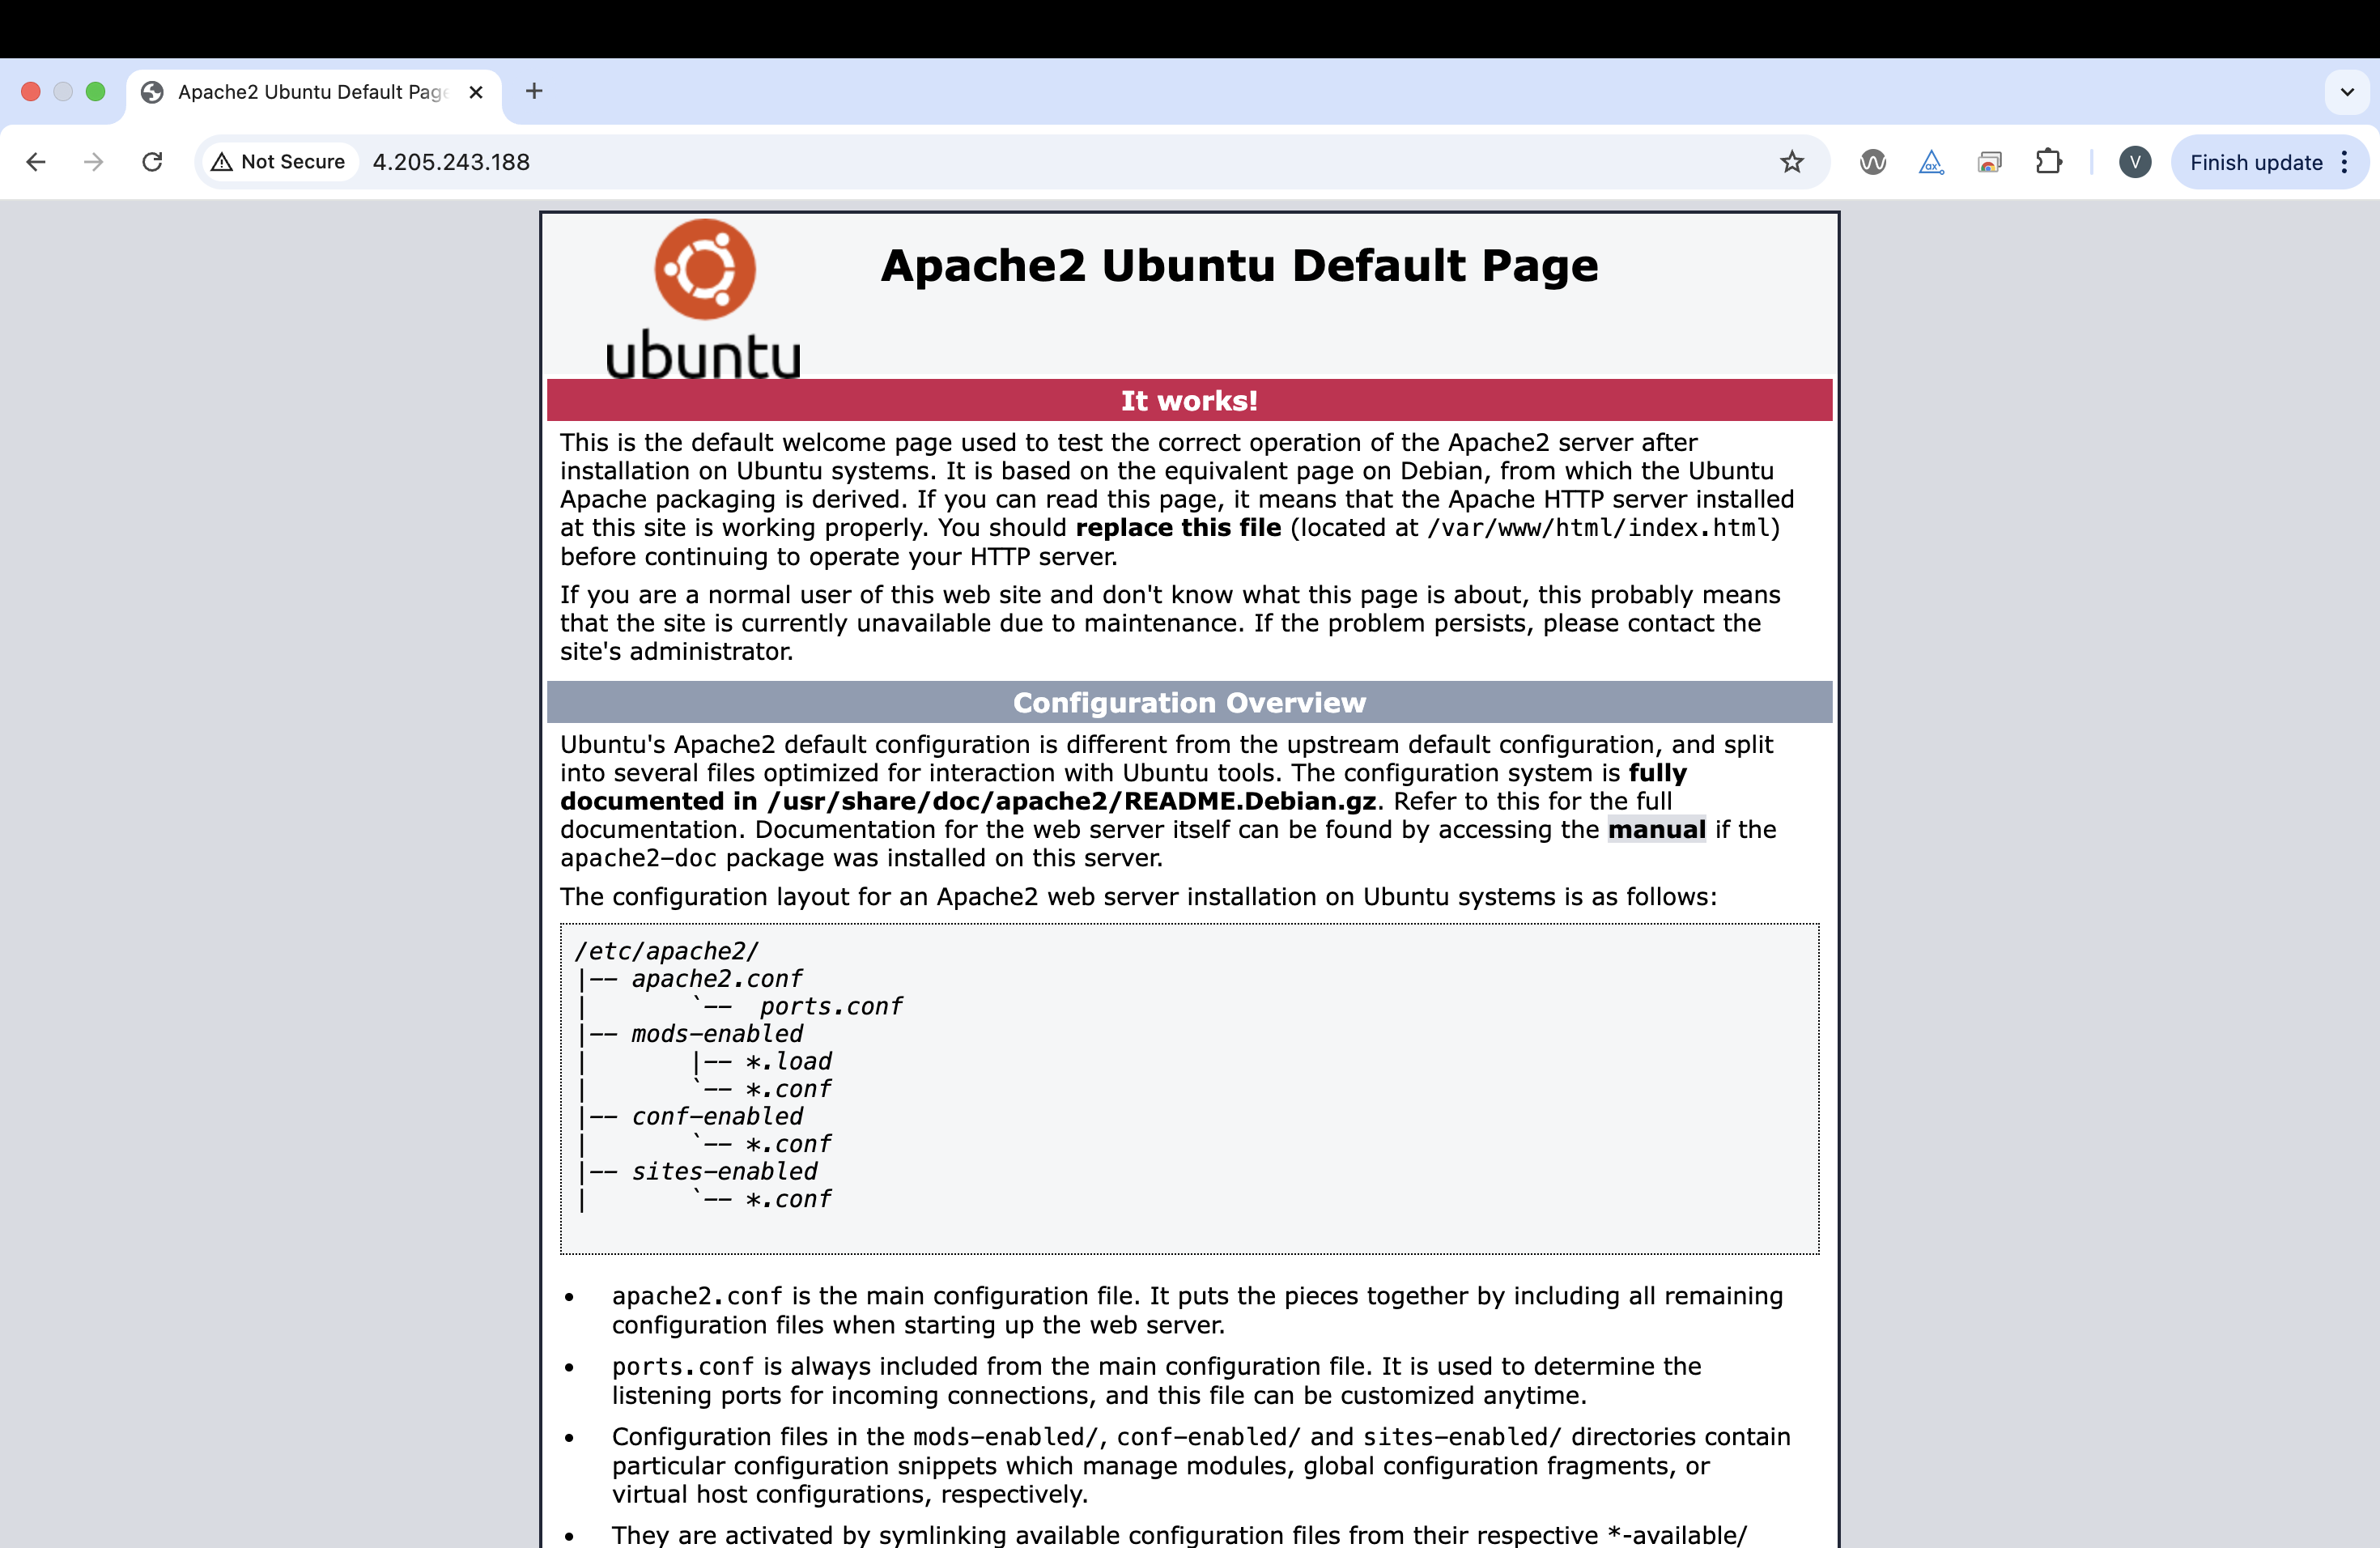 Apache2 Ubuntu Default Page
Not Secure
4.205.243.188
V
Finish update
ubuntu
Apache2 Ubuntu Default Page
It works!
This is the default welcome page used to test the correct operation of the Apache2 server after
installation on Ubuntu systems. It is based on the equivalent page on Debian, from which the Ubuntu
Apache packaging is derived. If you can read this page, it means that the Apache HTTP server installed
at this site is working properly. You should replace this file (located at /var/www/html/index.html)
before continuing to operate your HTTP server.
If you are a normal user of this web site and don't know what this page is about, this probably means
that the site is currently unavailable due to maintenance. If the problem persists, please contact the
site's administrator.
Configuration Overview
Ubuntu's Apache2 default configuration is different from the upstream default configuration, and split
into several files optimized for interaction with Ubuntu tools. The configuration system is fully
documented in /usr/share/doc/apache2/README.Debian.gz. Refer to this for the full
documentation. Documentation for the web server itself can be found by accessing the manual if the
apache2-doc package was installed on this server.
The configuration layout for an Apache2 web server installation on Ubuntu systems is as follows:
/etc/apache2/
|-- apache2.conf
|       `--  ports.conf
|-- mods-enabled
|       |-- *.load
|       `-- *.conf
|-- conf-enabled
|       `-- *.conf
|-- sites-enabled
|       `-- *.conf
• apache2.conf is the main configuration file. It puts the pieces together by including all remaining
configuration files when starting up the web server.
• ports.conf is always included from the main configuration file. It is used to determine the
listening ports for incoming connections, and this file can be customized anytime.
• Configuration files in the mods-enabled/, conf-enabled/ and sites-enabled/ directories contain
particular configuration snippets which manage modules, global configuration fragments, or
virtual host configurations, respectively.
• They are activated by symlinking available configuration files from their respective *-available/